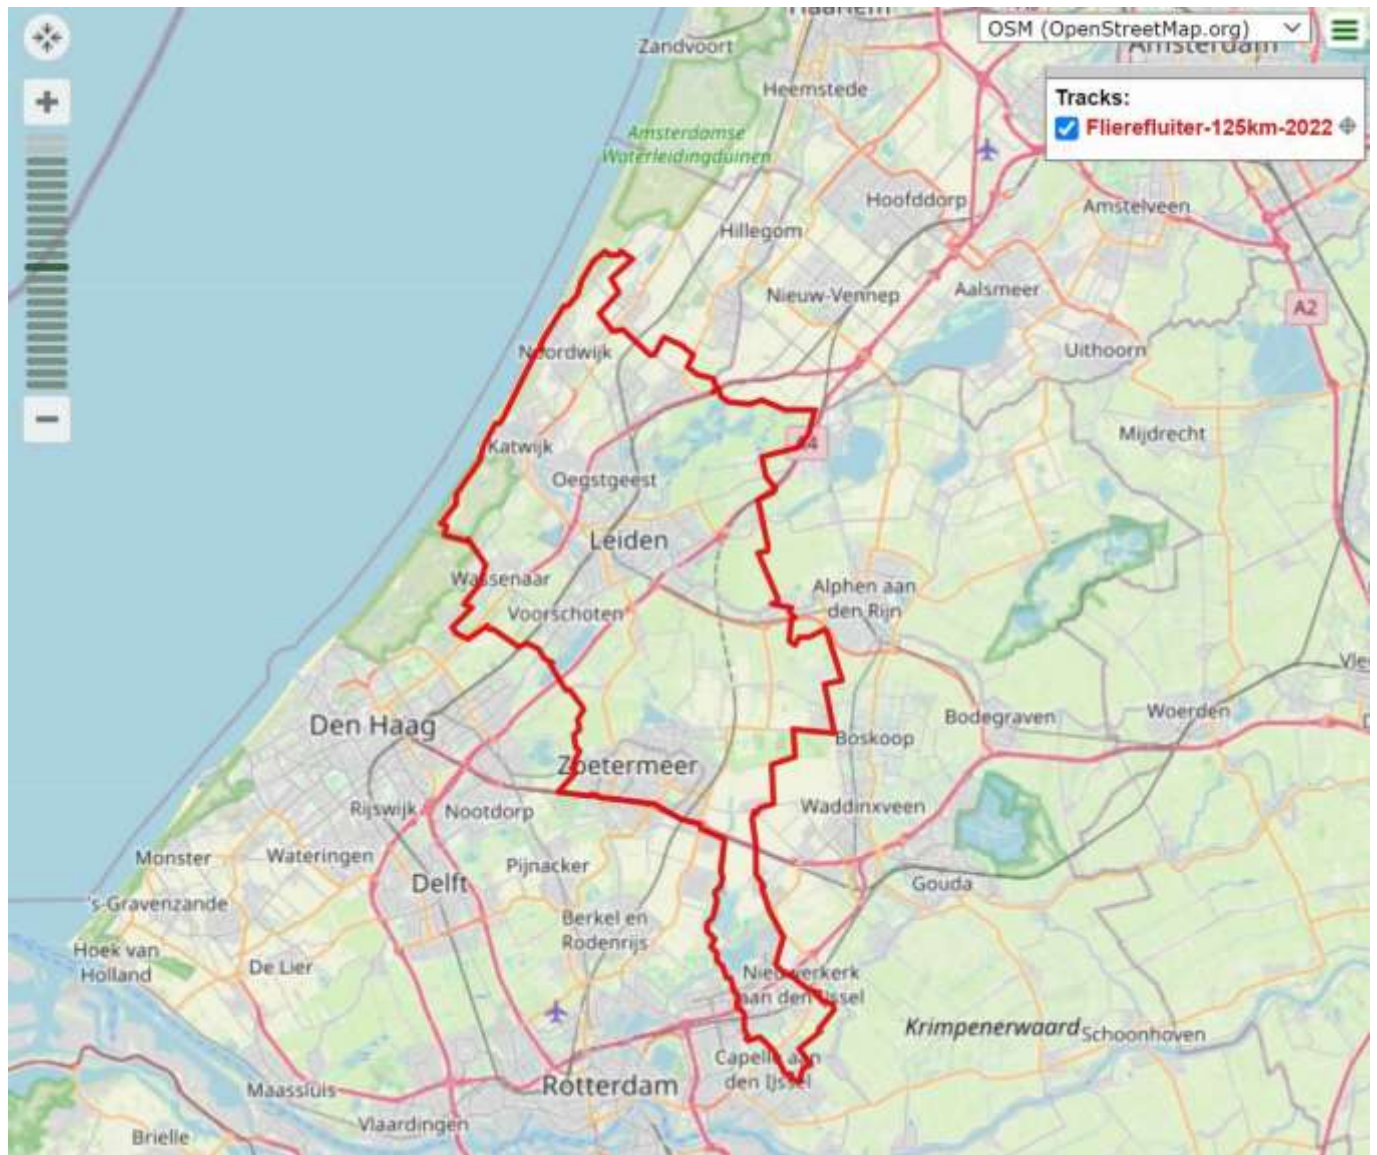 Haarlem
OSM (OpenStreetMap.org)
Zandvoort
Amsterdam
Heemstede
Tracks:
Flierefluiter-125km-2022
Amsterdamse
Waterleidingduinen
Hoofddorp
Amstelveen
Hillegom
Nieuw-Vennep
Aalsmeer
A2
Noordwijk
Uithoorn
Katwijk
A4
Mijdrecht
Oegstgeest
Leiden
Wassenaar
Alphen aan
den Rijn
Voorschoten
Den Haag
Bodegraven
Woerden
Boskoop
Zoetermeer
Rijswijk
Nootdorp
Waddinxveen
Monster
Wateringen
Pijnacker
Delft
Gouda
's-Gravenzande
Berkel en
Rodenrijs
Hoek van
Holland
De Lier
Nieuwerkerk
aan den IJssel
Krimpenerwaard
Schoonhoven
Capelle aan
den IJssel
Maassluis
Rotterdam
Vlaardingen
Brielle